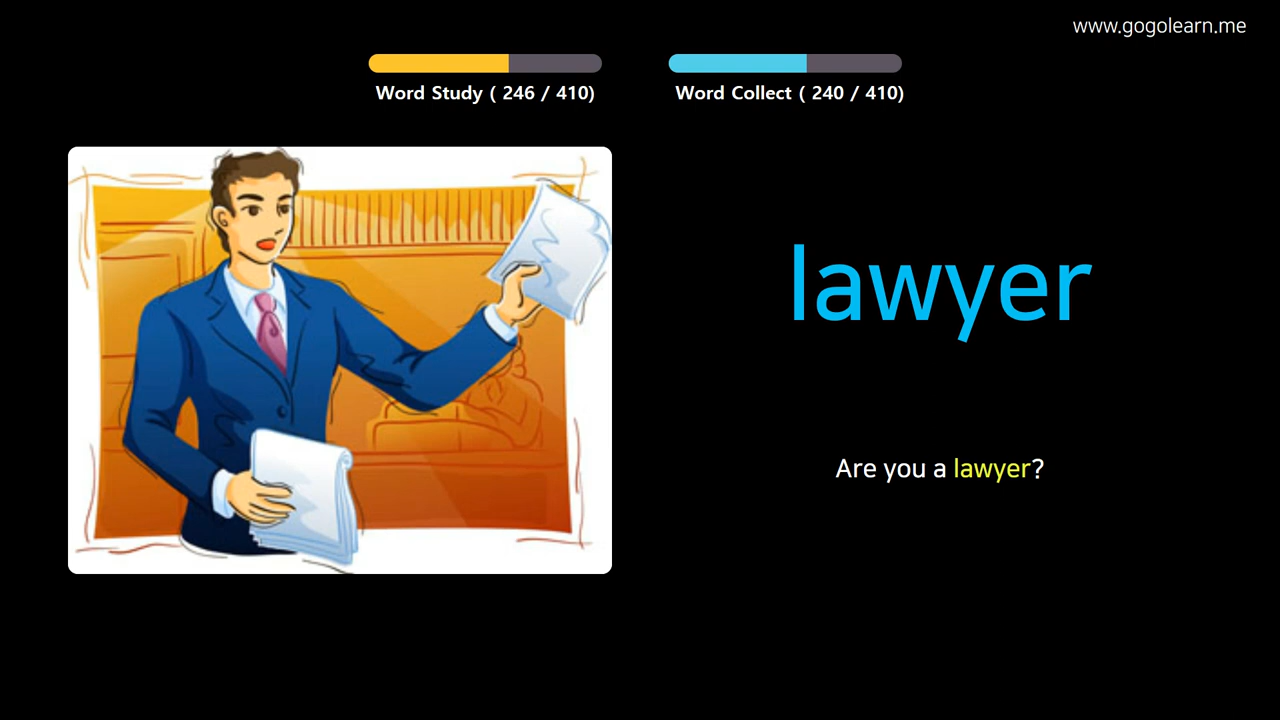 www.gogolearn.me
Word Study ( 246 / 410)
Word Collect ( 240 / 410)
lawyer
Are you a lawyer?